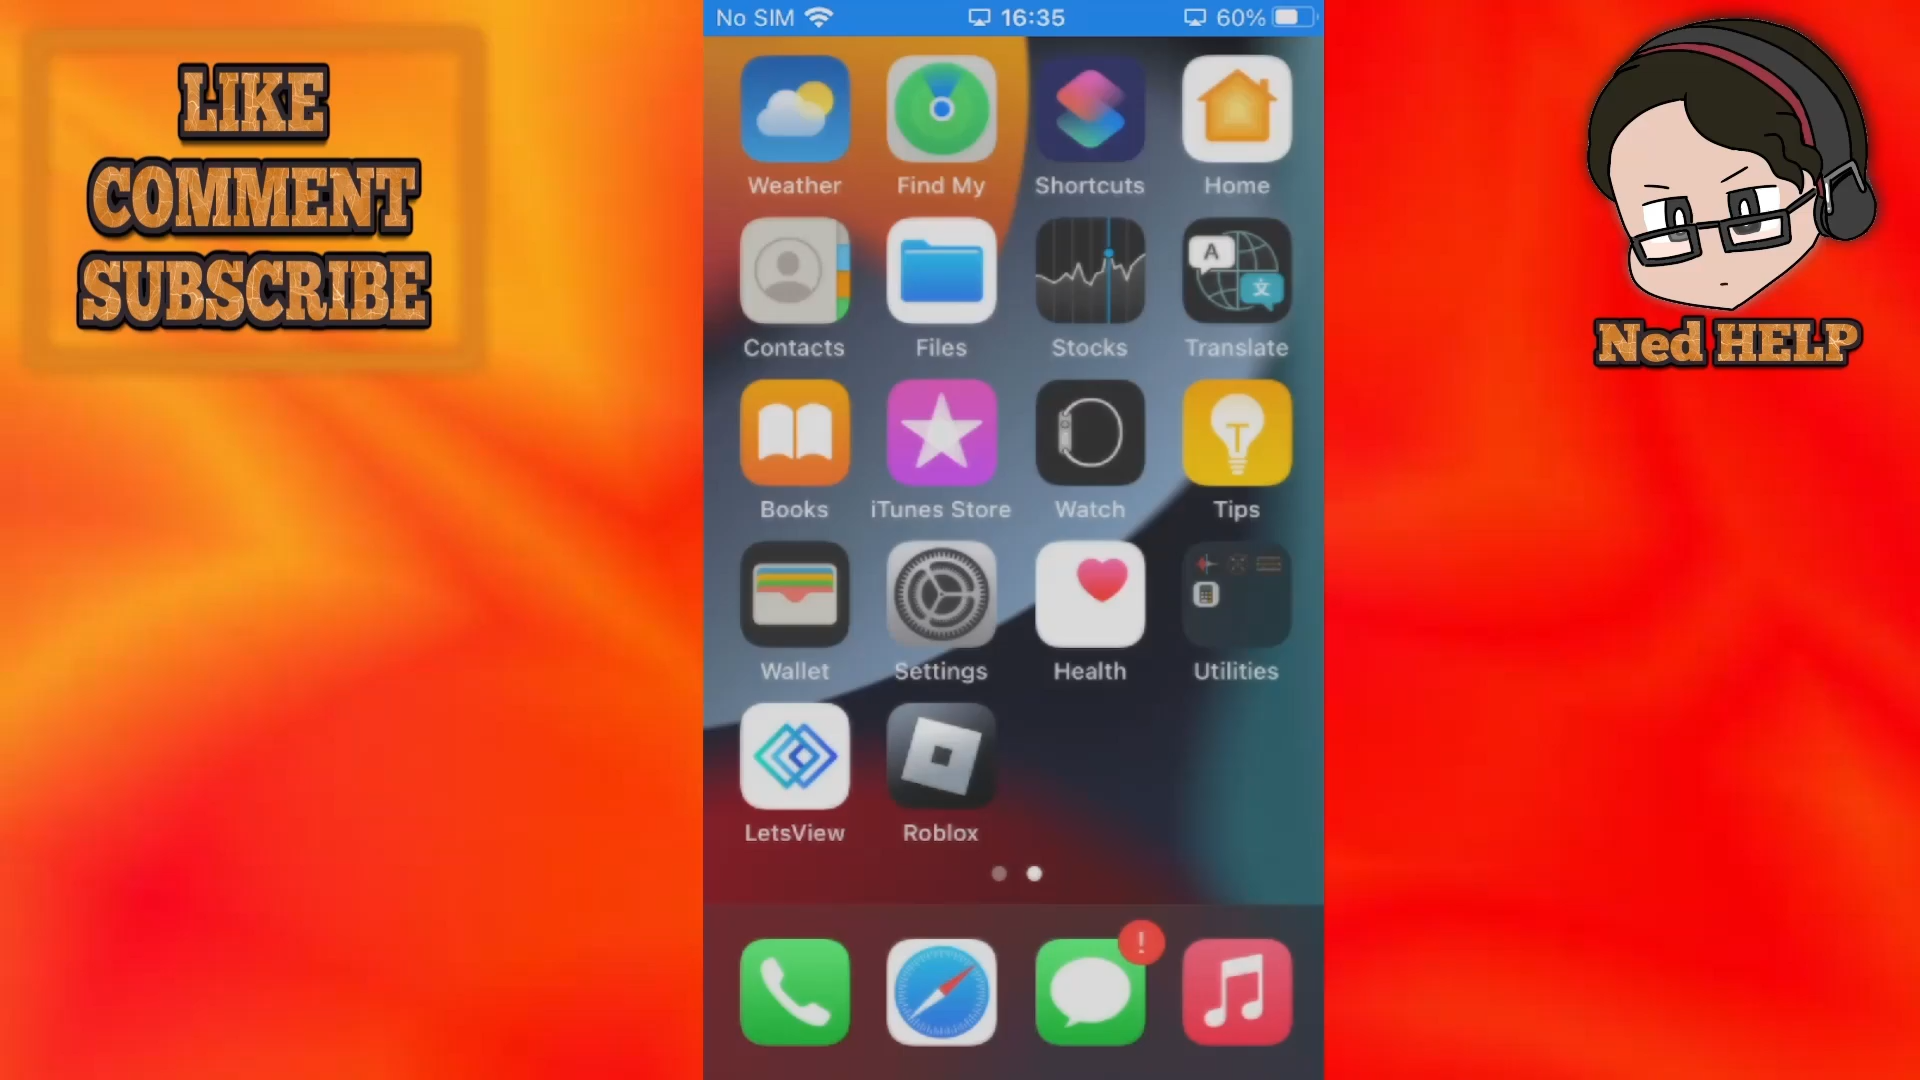 LIKE
COMMENT
SUBSCRIBE
No SIM 16:35 60%
Weather Find My Shortcuts Home
A 文
Contacts Files Stocks Translate
T
Books iTunes Store Watch Tips
Wallet Settings Health Utilities
LetsView Roblox
!
Ned HELP